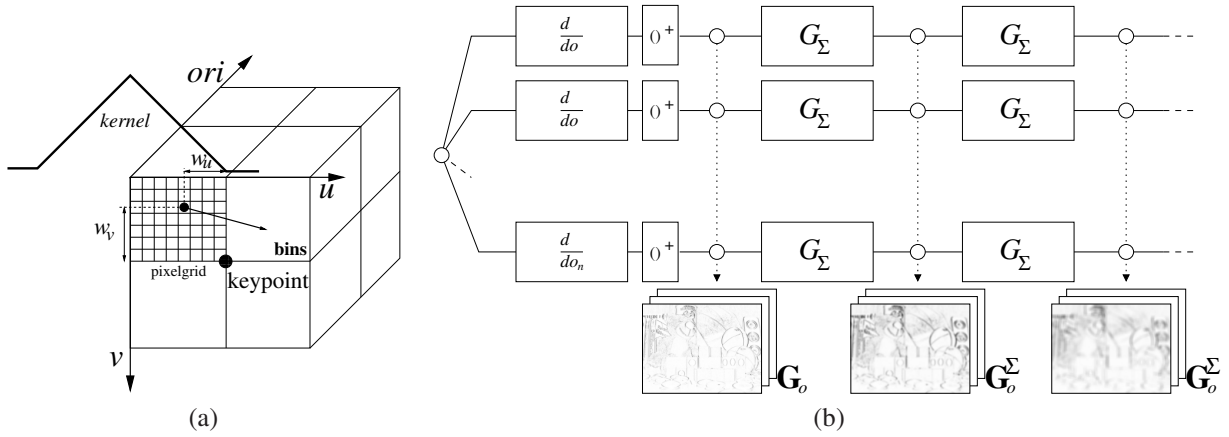 ori
kernel
w_u
u
w_v
bins
pixelgrid
keypoint
v
(a)
d/do ()+ G_Σ G_Σ
d/do ()+ G_Σ G_Σ
d/do_n ()+ G_Σ G_Σ
G_o G_o^Σ G_o^Σ
(b)